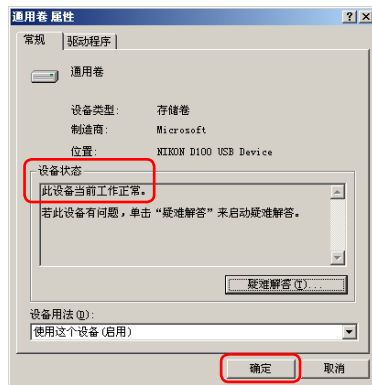 通用卷 属性
常规 驱动程序
通用卷
设备类型: 存储卷
制造商: Microsoft
位置: NIKON D100 USB Device
设备状态
此设备当前工作正常。
若此设备有问题，单击“疑难解答”来启动疑难解答。
疑难解答(T)...
设备用法(D):
使用这个设备(启用)
确定 取消